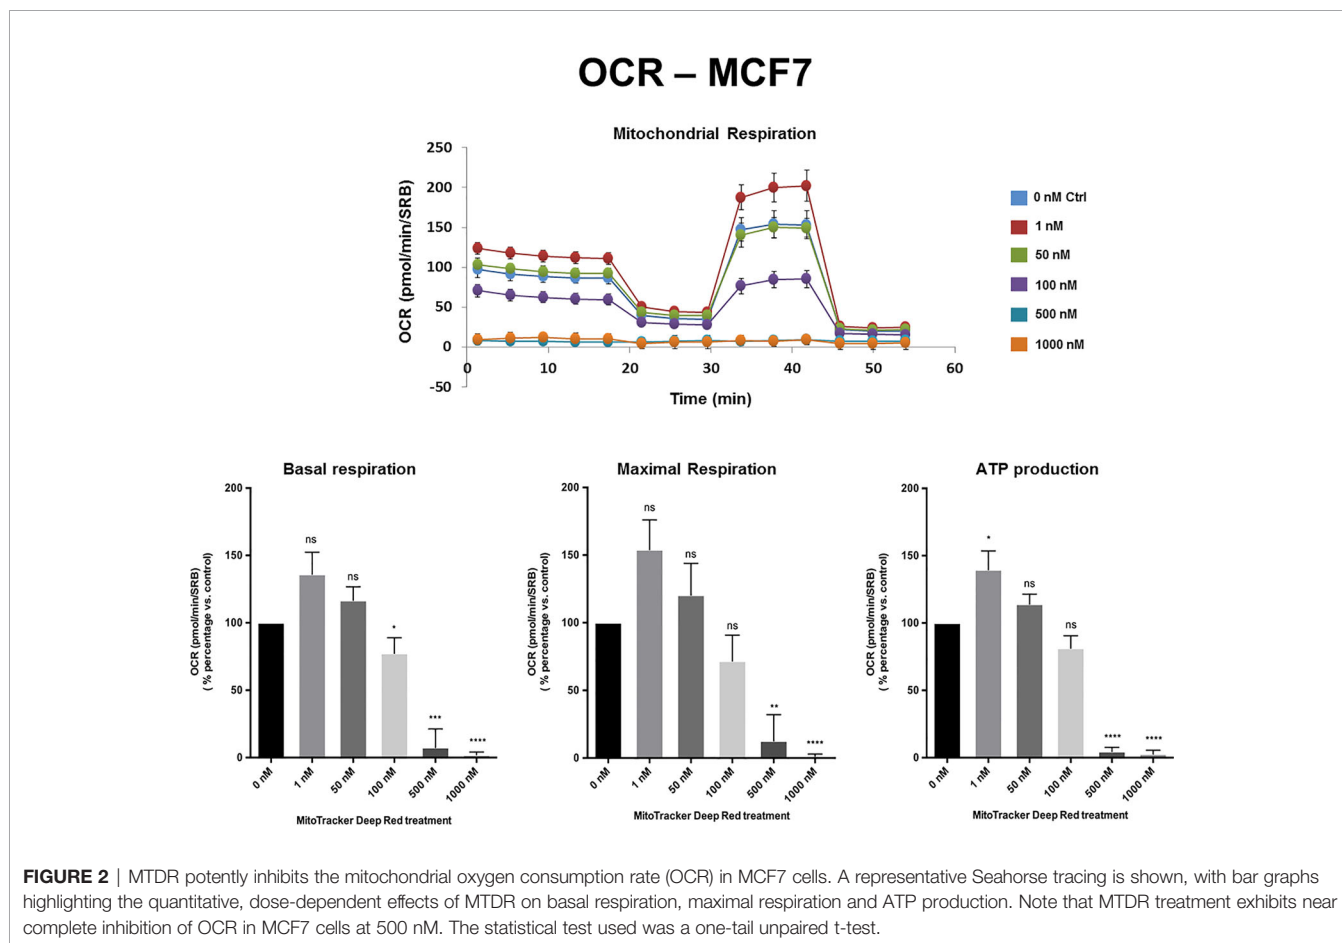 OCR – MCF7
Mitochondrial Respiration
OCR (pmol/min/SRB)
250
200
150
100
50
0
-50
0
10
20
30
40
50
60
Time (min)
0 nM Ctrl
1 nM
50 nM
100 nM
500 nM
1000 nM
Basal respiration
OCR (pmol/min/SRB)
( % percentage vs. control)
200
150
100
50
0
ns
ns
*
***
****
0 nM
1 nM
50 nM
100 nM
500 nM
1000 nM
MitoTracker Deep Red treatment
Maximal Respiration
OCR (pmol/min/SRB)
( % percentage vs. control)
200
150
100
50
0
ns
ns
ns
**
****
0 nM
1 nM
50 nM
100 nM
500 nM
1000 nM
MitoTracker Deep Red treatment
ATP production
OCR (pmol/min/SRB)
( % percentage vs. control)
200
150
100
50
0
*
ns
ns
****
****
0 nM
1 nM
50 nM
100 nM
500 nM
1000 nM
MitoTracker Deep Red treatment
FIGURE 2 | MTDR potently inhibits the mitochondrial oxygen consumption rate (OCR) in MCF7 cells. A representative Seahorse tracing is shown, with bar graphs
highlighting the quantitative, dose-dependent effects of MTDR on basal respiration, maximal respiration and ATP production. Note that MTDR treatment exhibits near
complete inhibition of OCR in MCF7 cells at 500 nM. The statistical test used was a one-tail unpaired t-test.